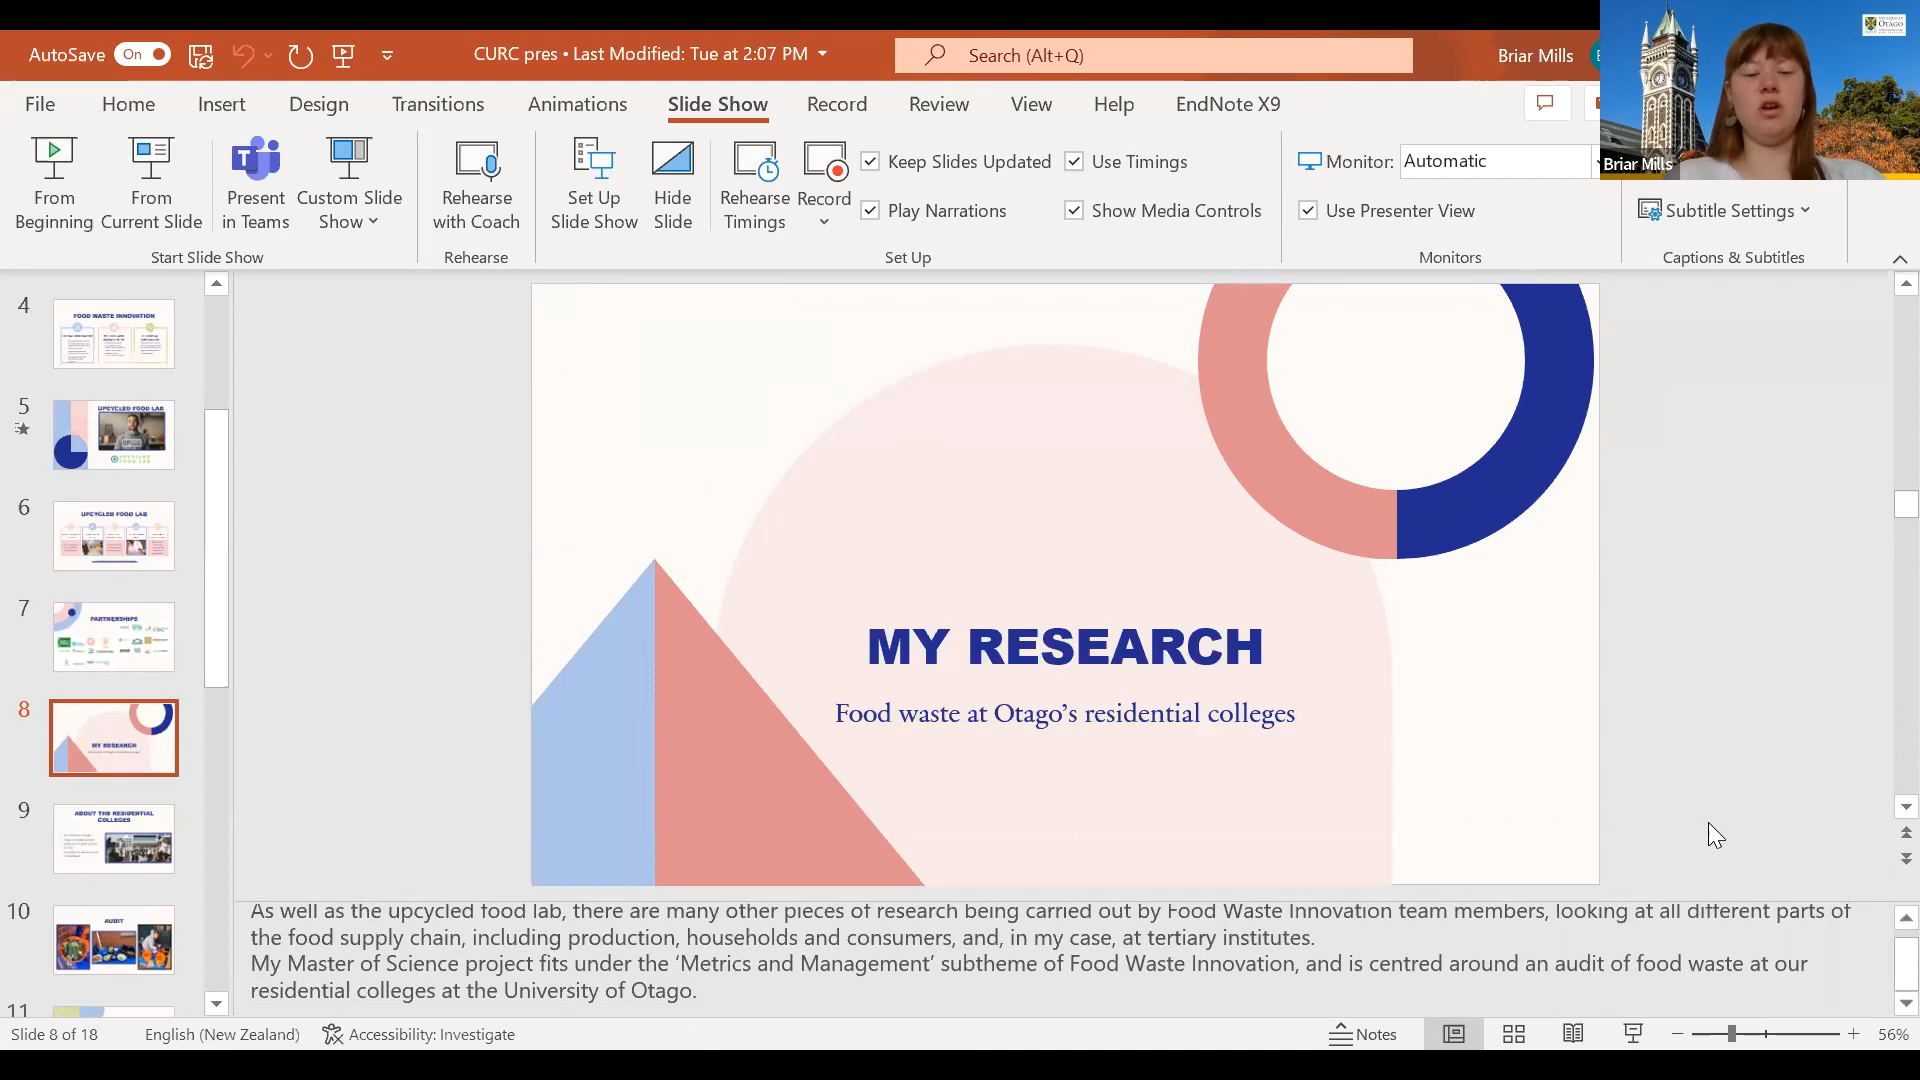 AutoSave On
CURC pres • Last Modified: Tue at 2:07 PM
Search (Alt+Q)
Briar Mills
OTAGO
File Home Insert Design Transitions Animations Slide Show Record Review View Help EndNote X9
From Beginning
From Current Slide
Present in Teams
Custom Slide Show
Start Slide Show
Rehearse with Coach
Rehearse
Set Up Slide Show
Hide Slide
Rehearse Timings
Record
Keep Slides Updated
Use Timings
Play Narrations
Show Media Controls
Set Up
Monitor: Automatic
Use Presenter View
Monitors
Briar Mills
Subtitle Settings
Captions & Subtitles
4
FOOD WASTE INNOVATION
5
UPCYCLED FOOD LAB
UPCYCLED FOOD LAB
6
UPCYCLED FOOD LAB
7
PARTNERSHIPS
8
MY RESEARCH
9
ABOUT THE RESIDENTIAL
COLLEGES
10
AUDIT
11
MY RESEARCH
Food waste at Otago's residential colleges
As well as the upcycled food lab, there are many other pieces of research being carried out by Food Waste Innovation team members, looking at all different parts of
the food supply chain, including production, households and consumers, and, in my case, at tertiary institutes.
My Master of Science project fits under the ‘Metrics and Management’ subtheme of Food Waste Innovation, and is centred around an audit of food waste at our
residential colleges at the University of Otago.
Slide 8 of 18 English (New Zealand) Accessibility: Investigate Notes 56%